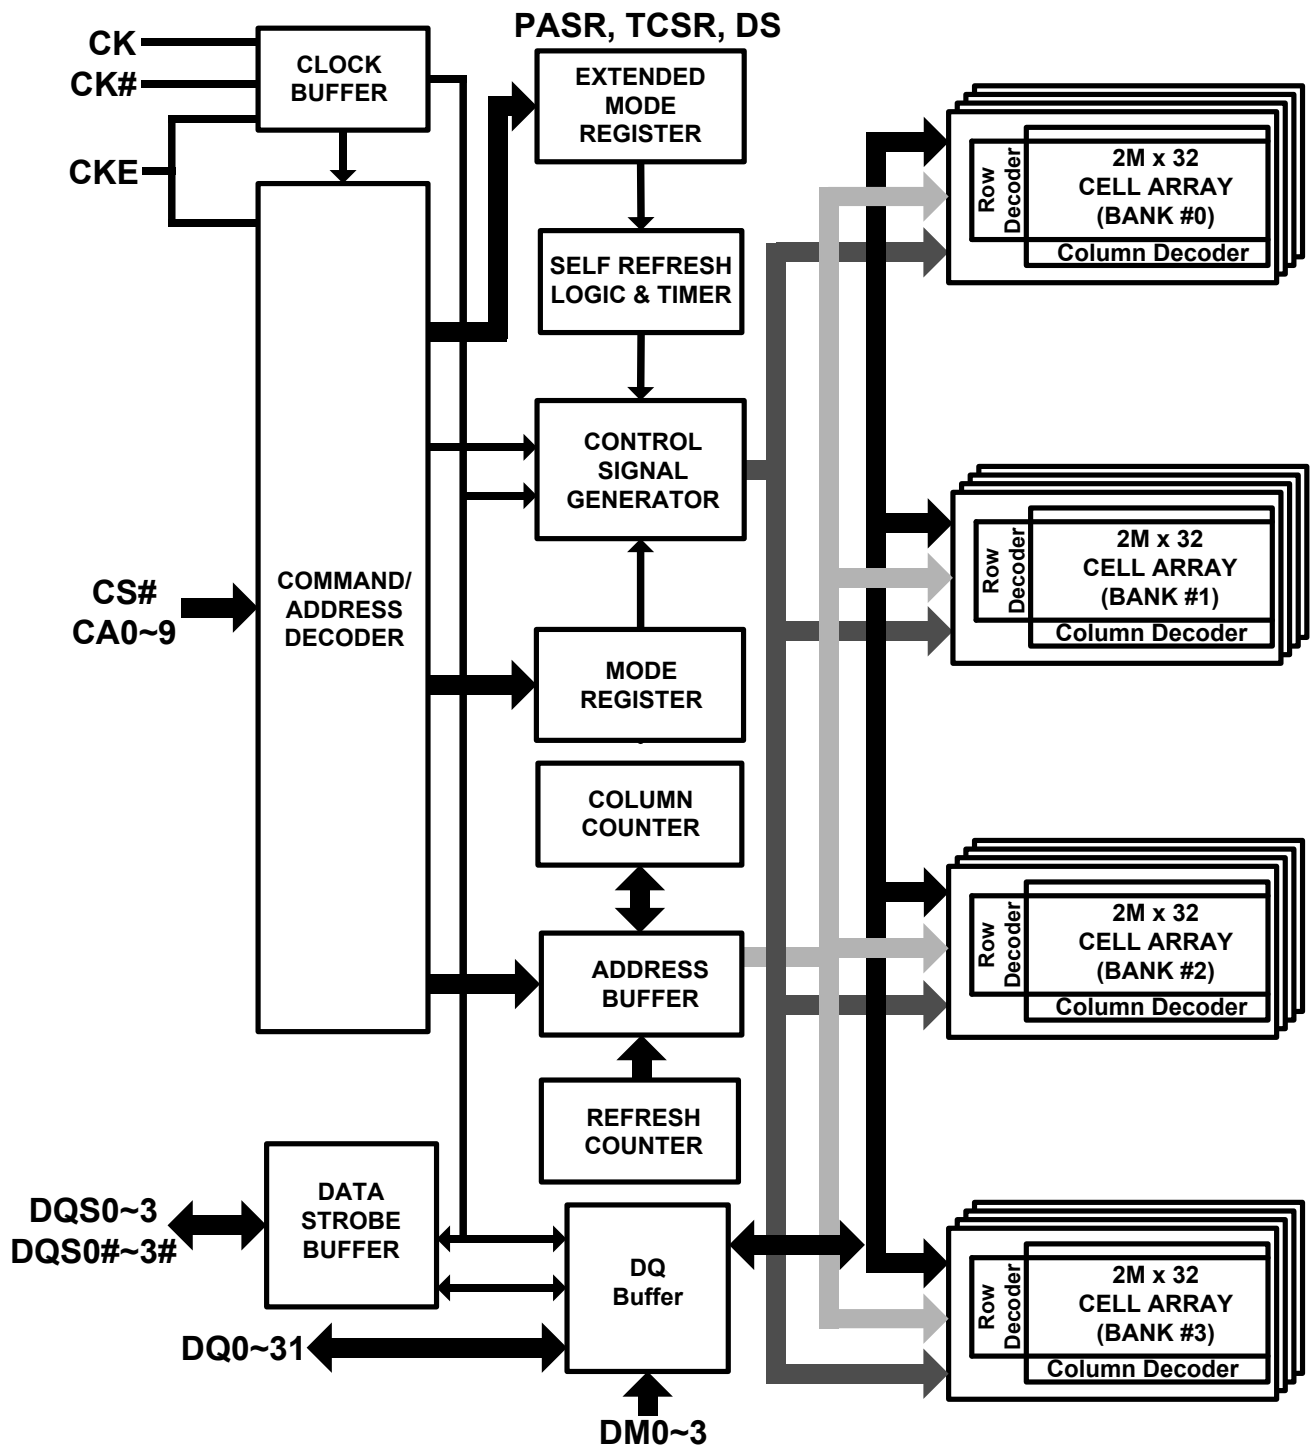 PASR, TCSR, DS
CK
CK#
CKE
CLOCK
BUFFER
EXTENDED
MODE
REGISTER
SELF REFRESH
LOGIC & TIMER
CONTROL
SIGNAL
GENERATOR
CS#
CA0~9
COMMAND/
ADDRESS
DECODER
MODE
REGISTER
COLUMN
COUNTER
ADDRESS
BUFFER
REFRESH
COUNTER
DQS0~3
DQS0#~3#
DATA
STROBE
BUFFER
DQ
Buffer
DQ0~31
DM0~3
Row
Decoder
2M x 32
CELL ARRAY
(BANK #0)
Column Decoder
Row
Decoder
2M x 32
CELL ARRAY
(BANK #1)
Column Decoder
Row
Decoder
2M x 32
CELL ARRAY
(BANK #2)
Column Decoder
Row
Decoder
2M x 32
CELL ARRAY
(BANK #3)
Column Decoder